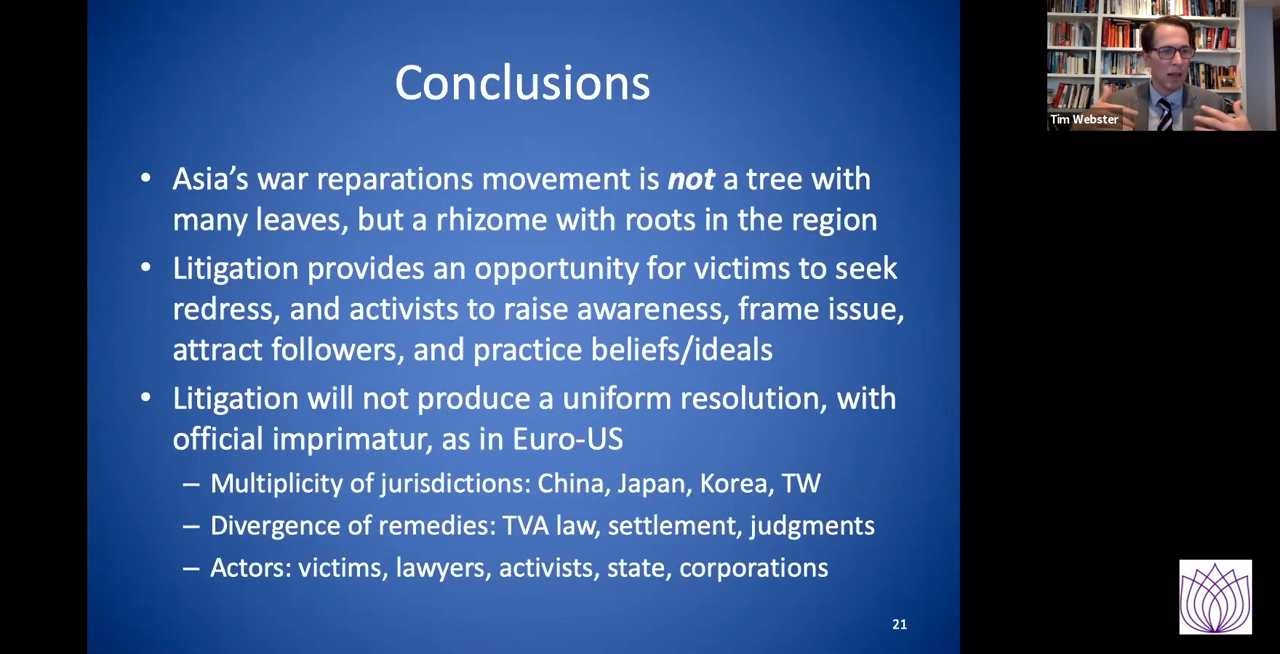 Conclusions
• Asia's war reparations movement is not a tree with
many leaves, but a rhizome with roots in the region
• Litigation provides an opportunity for victims to seek
redress, and activists to raise awareness, frame issue,
attract followers, and practice beliefs/ideals
• Litigation will not produce a uniform resolution, with
official imprimatur, as in Euro-US
– Multiplicity of jurisdictions: China, Japan, Korea, TW
– Divergence of remedies: TVA law, settlement, judgments
– Actors: victims, lawyers, activists, state, corporations
21
Tim Webster